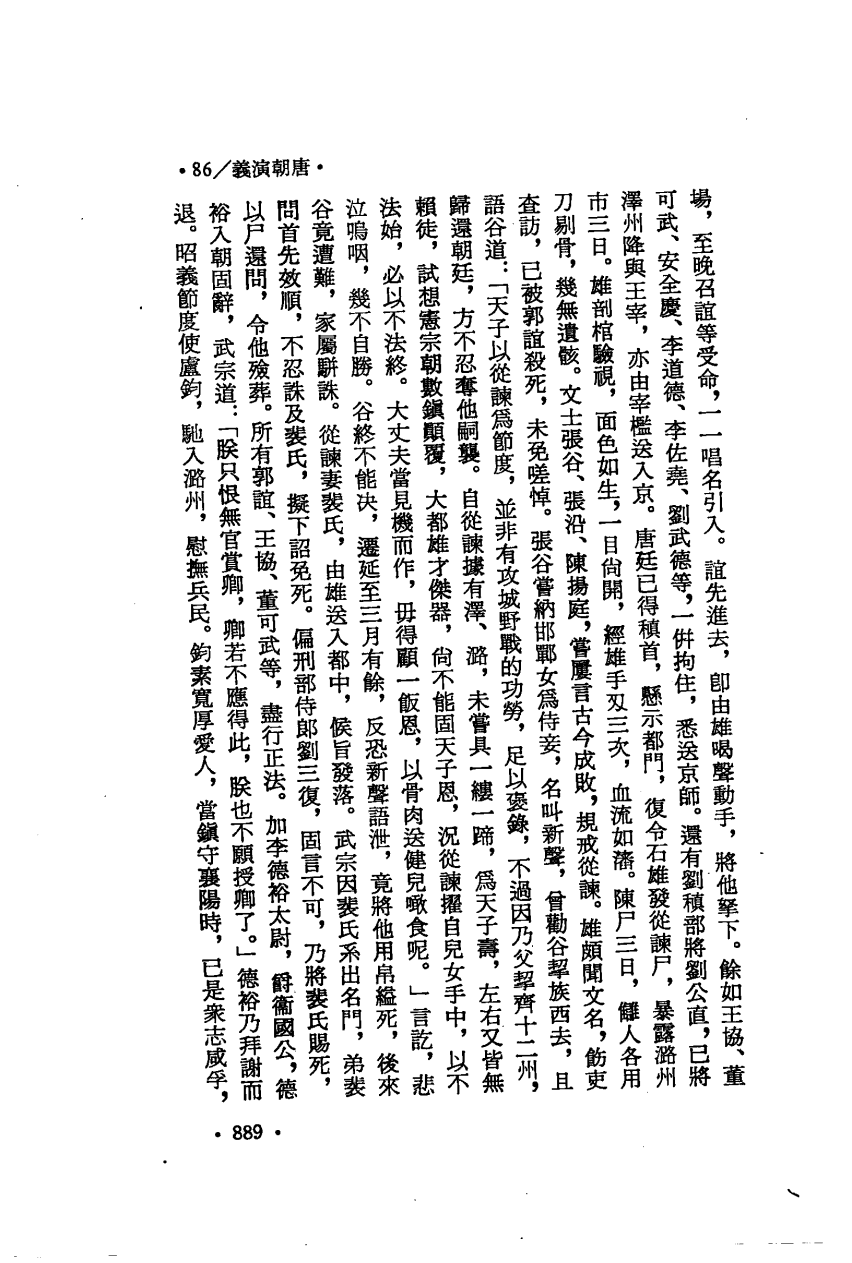 •86/義演朝唐•
場，至晚召誼等受命，一一唱名引入。誼先進去，卽由雄喝聲動手，將他拏下。餘如王協、董
可武、安全慶、李道德、李佐堯、劉武德等，一倂拘住，悉送京師。還有劉稹部將劉公直，已將
澤州降與王宰，亦由宰檻送入京。唐廷已得稹首，懸示都門，復令石雄發從諫尸，暴露潞州
市三日。雄剖棺驗視，面色如生，一目尙開，經雄手刄三次，血流如瀋。陳尸三日，讎人各用
刀剔骨，幾無遺骸。文士張谷、張沿、陳揚庭，嘗屢言古今成敗，規戒從諫。雄頗聞文名，飭吏
查訪，已被郭誼殺死，未免嗟悼。張谷嘗納邯鄲女爲侍妾，名叫新聲，曾勸谷挈族西去，且
語谷道：「天子以從諫爲節度，並非有攻城野戰的功勞，足以褒錄，不過因乃父挈齊十二州，
歸還朝廷，方不忍奪他嗣襲。自從諫據有澤、潞，未嘗具一縷一蹄，爲天子壽，左右又皆無
賴徒，試想憲宗朝數鎭顚覆，大都雄才傑器，尙不能固天子恩，況從諫擢自兒女手中，以不
法始，必以不法終。大丈夫當見機而作，毋得顧一飯恩，以骨肉送健兒噉食呢。」言訖，悲
泣嗚咽，幾不自勝。谷終不能決，遷延至三月有餘，反恐新聲語泄，竟將他用帛縊死，後來
谷竟遭難，家屬駢誅。從諫妻裴氏，由雄送入都中，候旨發落。武宗因裴氏系出名門，弟裴
問首先效順，不忍誅及裴氏，擬下詔免死。偏刑部侍郎劉三復，固言不可，乃將裴氏賜死，
以尸還問，令他殮葬。所有郭誼、王協、董可武等，盡行正法。加李德裕太尉，爵衞國公，德
裕入朝固辭，武宗道：「朕只恨無官賞卿，卿若不應得此，朕也不願授卿了。」德裕乃拜謝而
退。昭義節度使盧鈞，馳入潞州，慰撫兵民。鈞素寬厚愛人，當鎭守襄陽時，已是衆志咸孚，
•889•